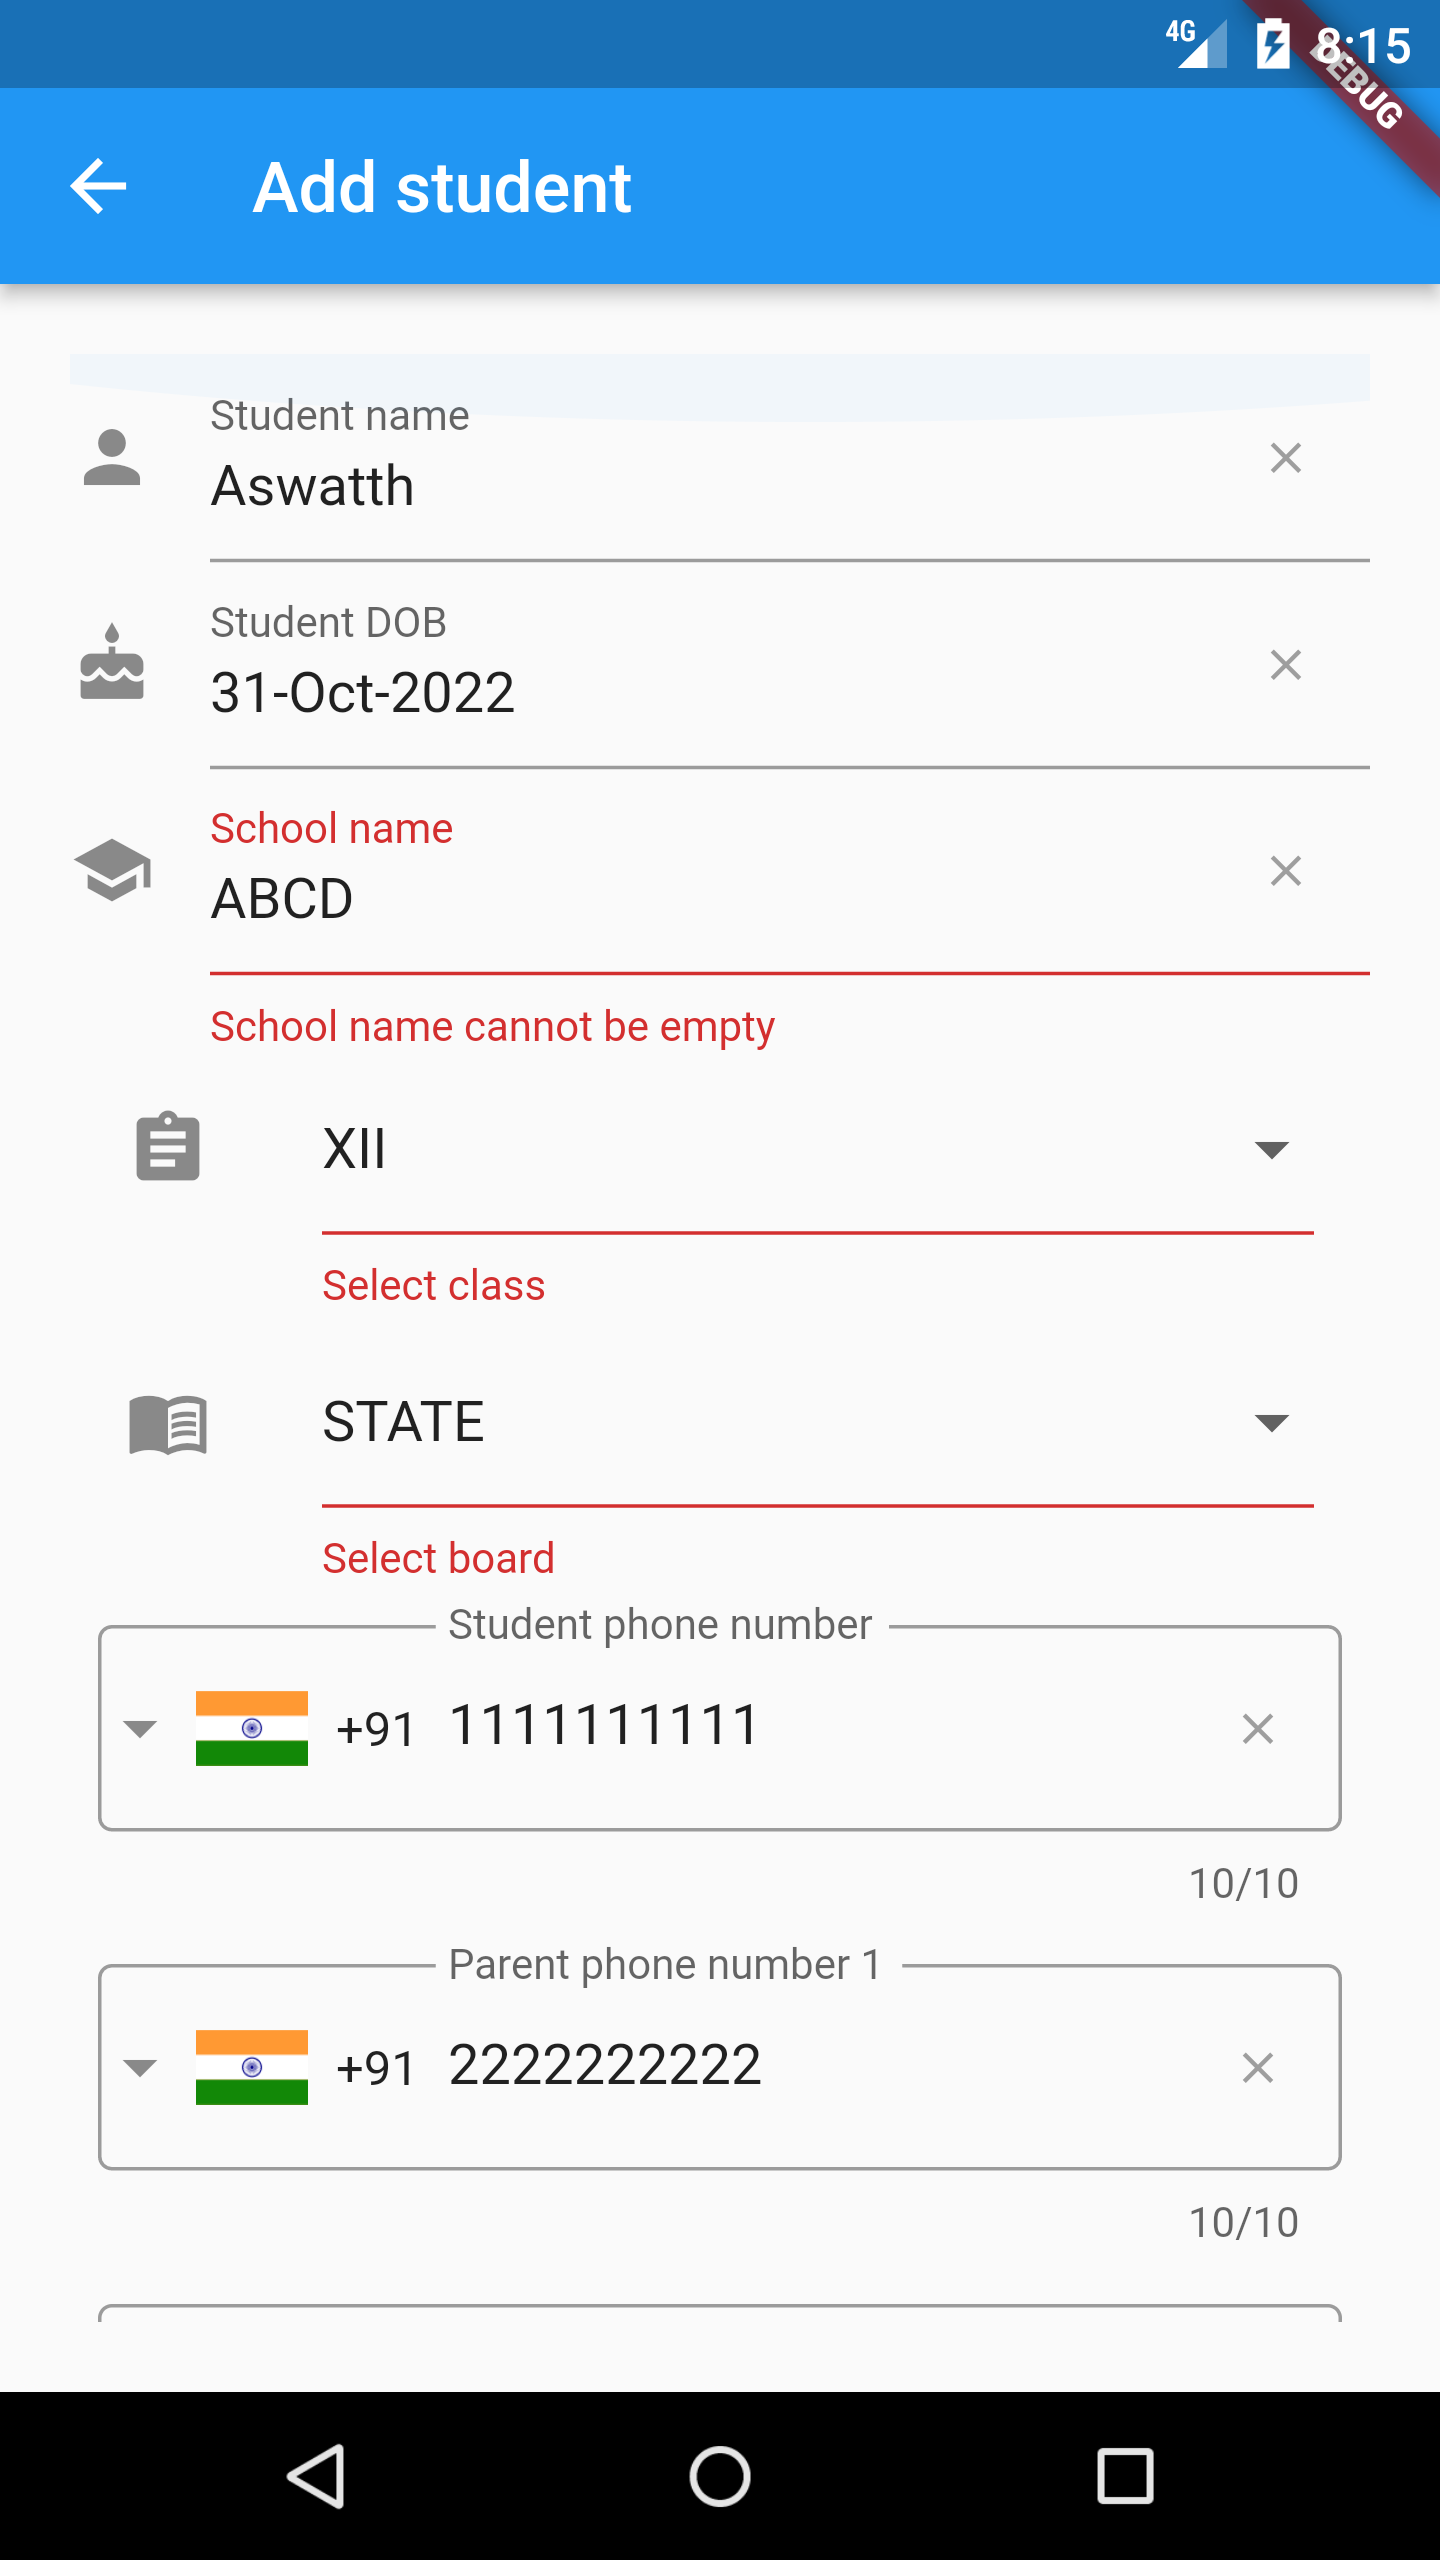 4G 8:15
DEBUG
Add student
Student name
Aswatth
Student DOB
31-Oct-2022
School name
ABCD
School name cannot be empty
XII
Select class
STATE
Select board
Student phone number
+91 1111111111
10/10
Parent phone number 1
+91 2222222222
10/10